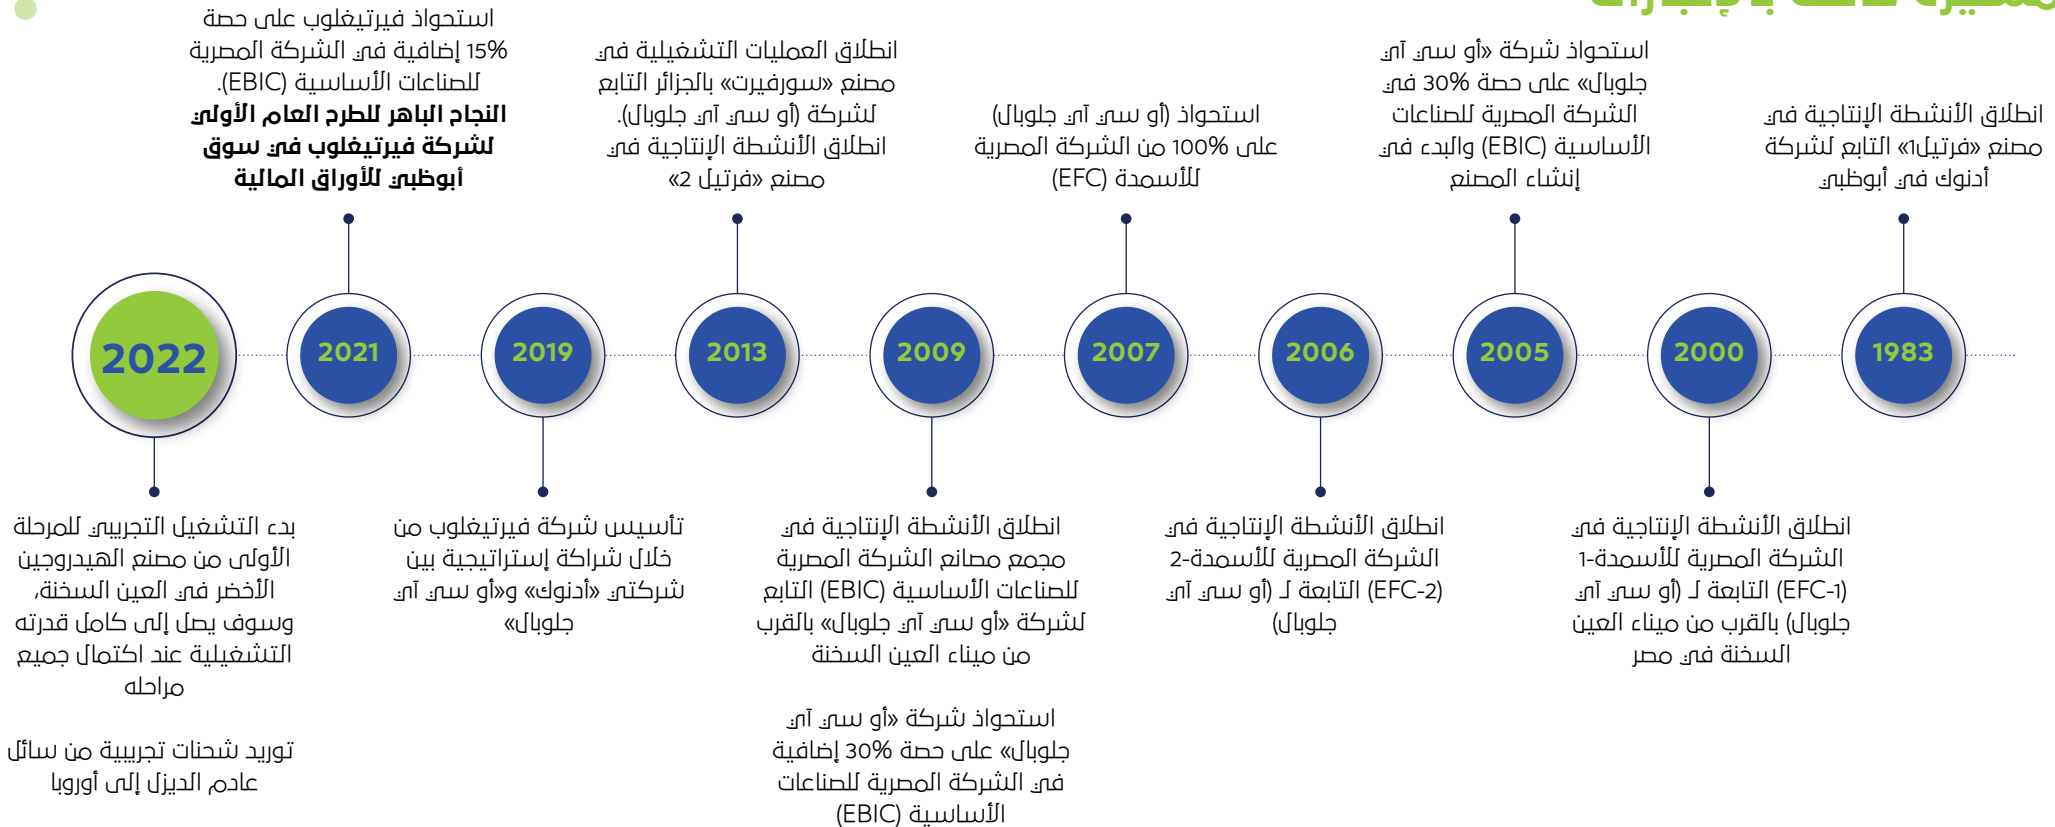 انطلاق الأنشطة الإنتاجية في
مصنع «فرتيل1» التابع لشركة
أدنوك في أبوظبي
1983
2000
انطلاق الأنشطة الإنتاجية في
الشركة المصرية للأسمدة-1
(EFC-1) التابعة لـ (أو سي آي
جلوبال) بالقرب من ميناء العين
السخنة في مصر
استحواذ شركة «أو سي آي
جلوبال» على حصة 30% في
الشركة المصرية للصناعات
الأساسية (EBIC) والبدء في
إنشاء المصنع
2005
2006
انطلاق الأنشطة الإنتاجية في
الشركة المصرية للأسمدة-2
(EFC-2) التابعة لـ (أو سي آي
جلوبال)
استحواذ (أو سي آي جلوبال)
على 100% من الشركة المصرية
للأسمدة (EFC)
2007
2009
انطلاق الأنشطة الإنتاجية في
مجمع مصانع الشركة المصرية
للصناعات الأساسية (EBIC) التابع
لشركة «أو سي آي جلوبال» بالقرب
من ميناء العين السخنة
استحواذ شركة «أو سي آي
جلوبال» على حصة 30% إضافية
في الشركة المصرية للصناعات
الأساسية (EBIC)
انطلاق العمليات التشغيلية في
مصنع «سورفيرت» بالجزائر التابع
لشركة (أو سي آي جلوبال).
انطلاق الأنشطة الإنتاجية في
مصنع «فرتيل 2»
2013
2019
تأسيس شركة فيرتيغلوب من
خلال شراكة إستراتيجية بين
شركتي «أدنوك» و«أو سي آي
جلوبال»
استحواذ فيرتيغلوب على حصة
15% إضافية في الشركة المصرية
للصناعات الأساسية (EBIC).
النجاح الباهر للطرح العام الأولي
لشركة فيرتيغلوب في سوق
أبوظبي للأوراق المالية
2021
2022
بدء التشغيل التجريبي للمرحلة
الأولى من مصنع الهيدروجين
الأخضر في العين السخنة،
وسوف يصل إلى كامل قدرته
التشغيلية عند اكتمال جميع
مراحله
توريد شحنات تجريبية من سائل
عادم الديزل إلى أوروبا